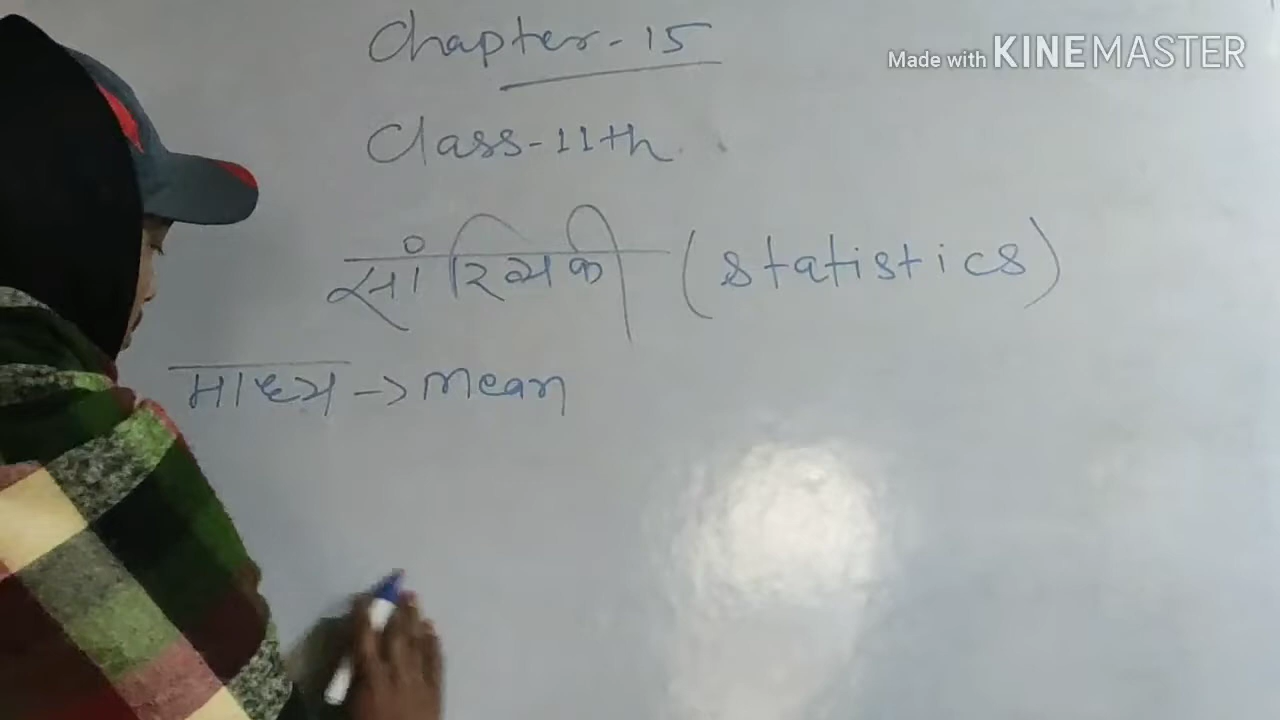 Chapter-15
Made with KINEMASTER
Class-11th
सांख्यिकी (statistics)
माध्य -> mean